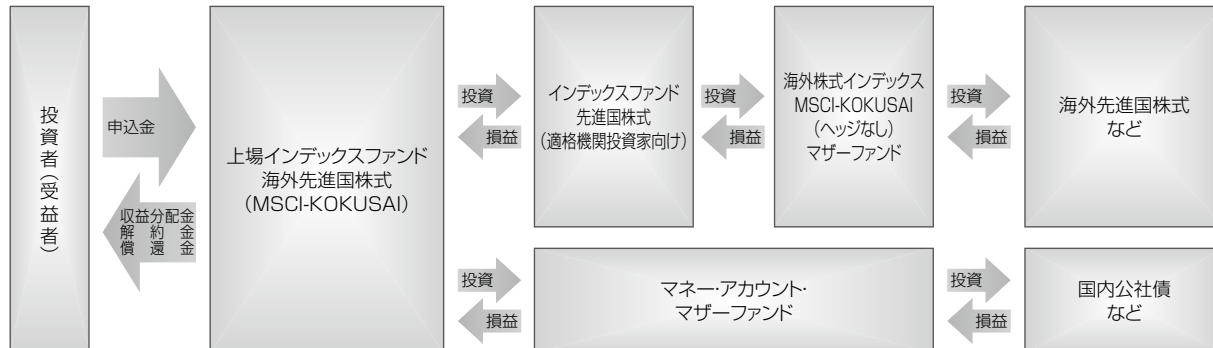 投資者(受益者)
申込金
収益分配金
解約金
償還金
上場インデックスファンド
海外先進国株式
(MSCI-KOKUSAI)
投資
損益
インデックスファンド
先進国株式
(適格機関投資家向け)
投資
損益
海外株式インデックス
MSCI-KOKUSAI
(ヘッジなし)
マザーファンド
投資
損益
海外先進国株式
など
投資
損益
マネー・アカウント・
マザーファンド
投資
損益
国内公社債
など